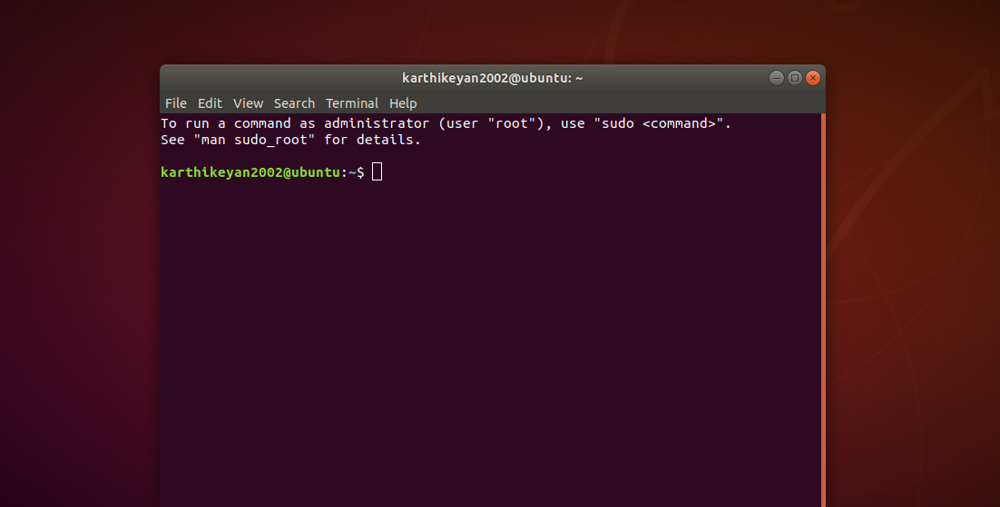 karthikeyan2002@ubuntu: ~
File Edit View Search Terminal Help
To run a command as administrator (user "root"), use "sudo <command>".
See "man sudo_root" for details.
karthikeyan2002@ubuntu:~$